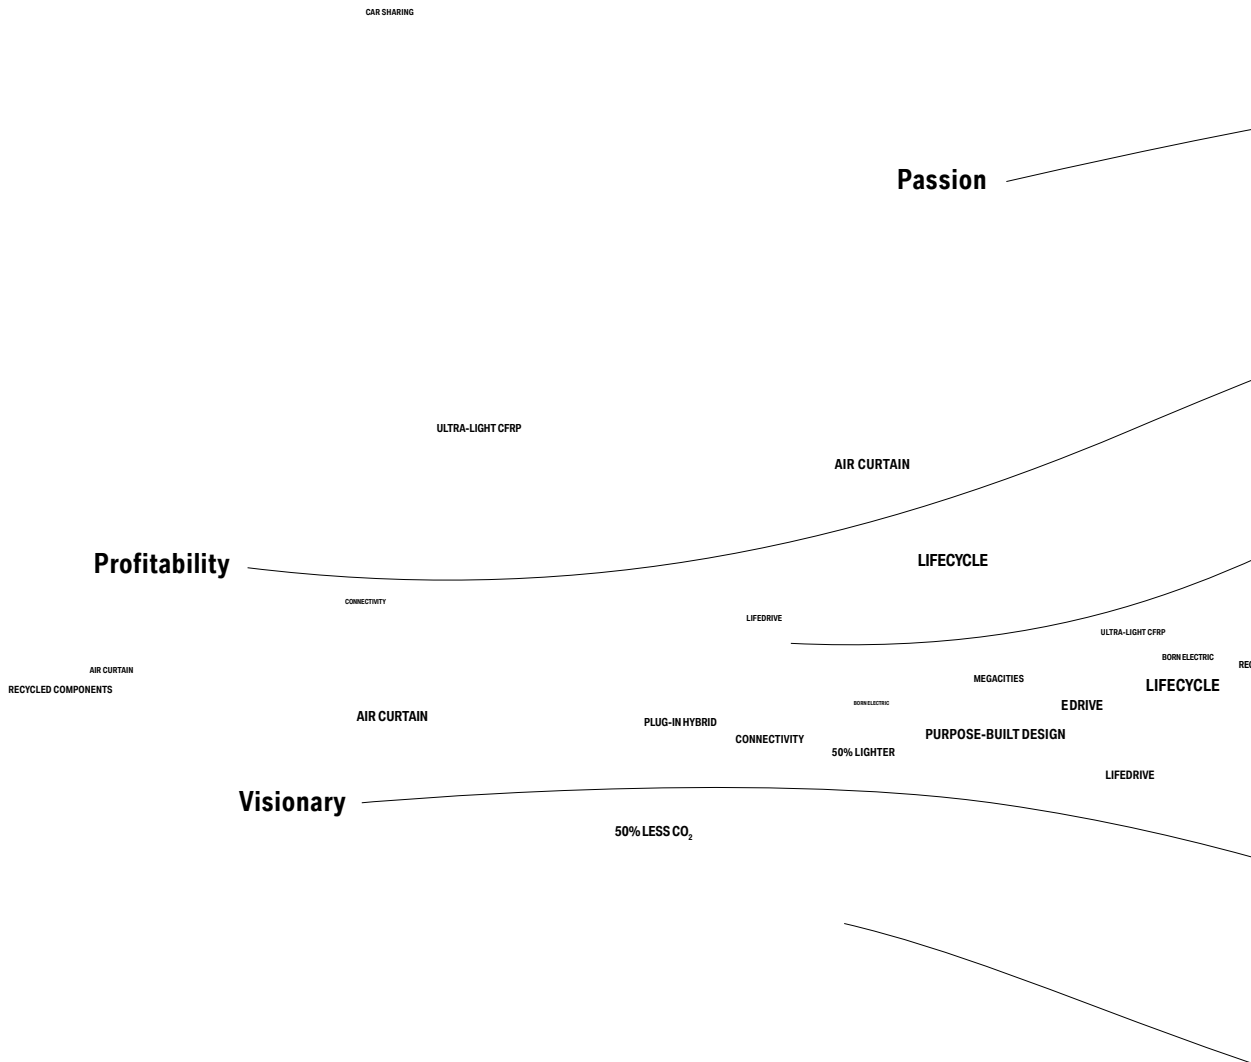 CAR SHARING
Passion
ULTRA-LIGHT CFRP
AIR CURTAIN
LIFECYCLE
Profitability
CONNECTIVITY
LIFEDRIVE
ULTRA-LIGHT CFRP
BORN ELECTRIC
AIR CURTAIN
MEGACITIES
LIFECYCLE
RECYCLED COMPONENTS
BORN ELECTRIC
EDRIVE
AIR CURTAIN
PLUG-IN HYBRID
PURPOSE-BUILT DESIGN
CONNECTIVITY
50% LIGHTER
LIFEDRIVE
Visionary
50% LESS CO₂